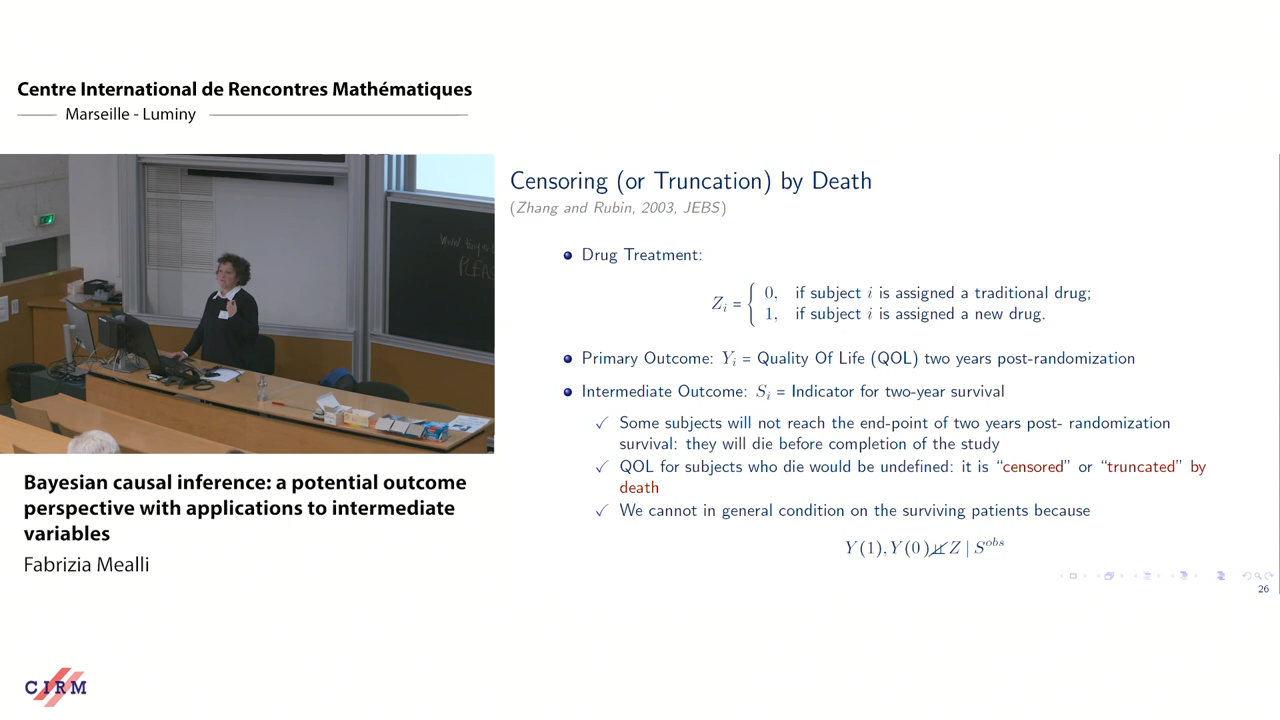 Centre International de Rencontres Mathématiques
Marseille - Luminy
Censoring (or Truncation) by Death
(Zhang and Rubin, 2003, JEBS)
Drug Treatment:
Z_i = { 0, if subject i is assigned a traditional drug;
1, if subject i is assigned a new drug.
Primary Outcome: Y_i = Quality Of Life (QOL) two years post-randomization
Intermediate Outcome: S_i = Indicator for two-year survival
✓ Some subjects will not reach the end-point of two years post- randomization
survival: they will die before completion of the study
✓ QOL for subjects who die would be undefined: it is “censored” or “truncated” by
death
✓ We cannot in general condition on the surviving patients because
Y(1), Y(0) ⫫̸ Z | S^obs
26
Bayesian causal inference: a potential outcome
perspective with applications to intermediate
variables
Fabrizia Mealli
CIRM